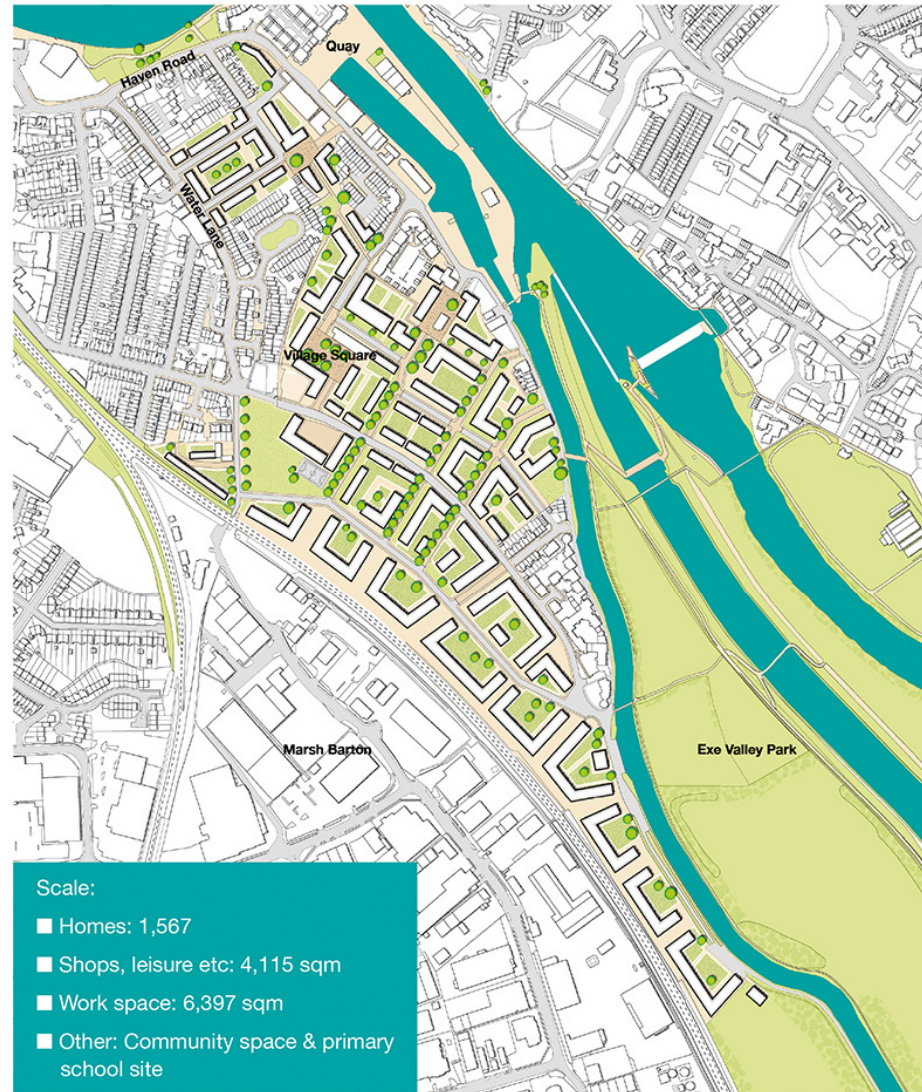 Quay
Haven Road
Water Lane
Village Square
Marsh Barton
Exe Valley Park
Scale:
■ Homes: 1,567
■ Shops, leisure etc: 4,115 sqm
■ Work space: 6,397 sqm
■ Other: Community space & primary
school site